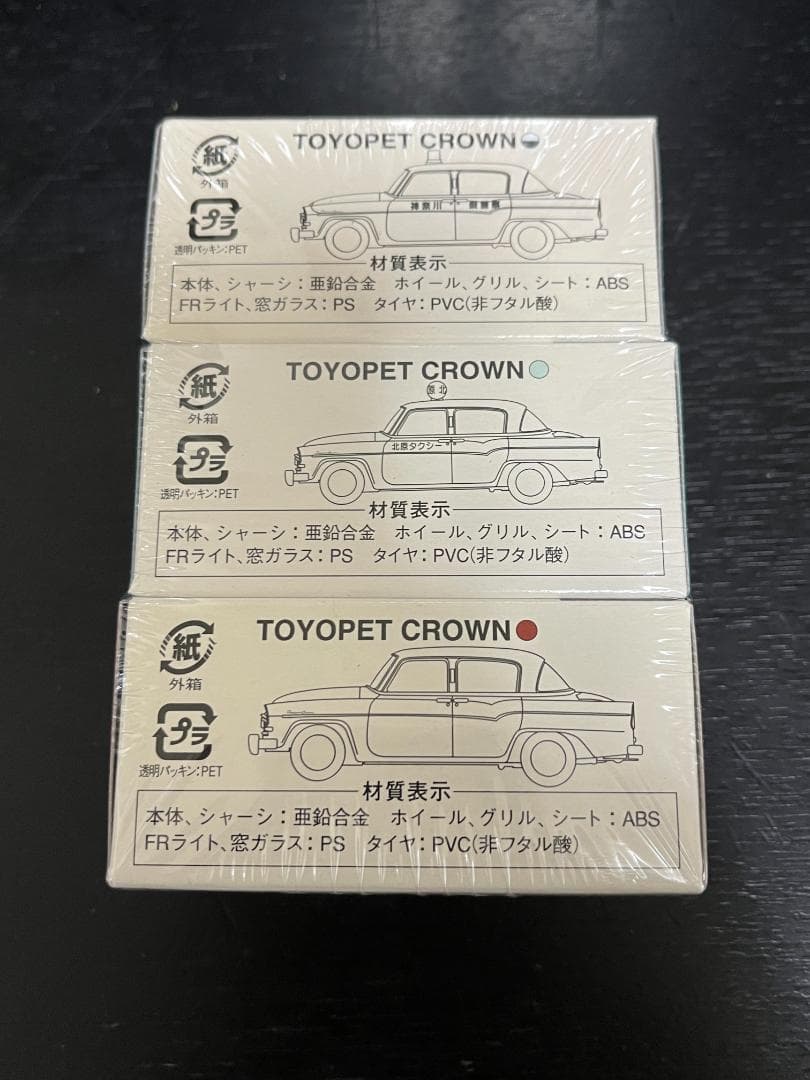 TOYOPET CROWN
紙
外箱
神奈川
プラ
透明パッキン:PET
材質表示
本体、シャーシ:亜鉛合金 ホイール、グリル、シート:ABS
FRライト、窓ガラス:PS タイヤ:PVC(非フタル酸)
TOYOPET CROWN
紙
外箱
原北
北原タクシー
プラ
透明パッキン:PET
材質表示
本体、シャーシ:亜鉛合金 ホイール、グリル、シート:ABS
FRライト、窓ガラス:PS タイヤ:PVC(非フタル酸)
TOYOPET CROWN
紙
外箱
プラ
透明パッキン:PET
材質表示
本体、シャーシ:亜鉛合金 ホイール、グリル、シート:ABS
FRライト、窓ガラス:PS タイヤ:PVC(非フタル酸)